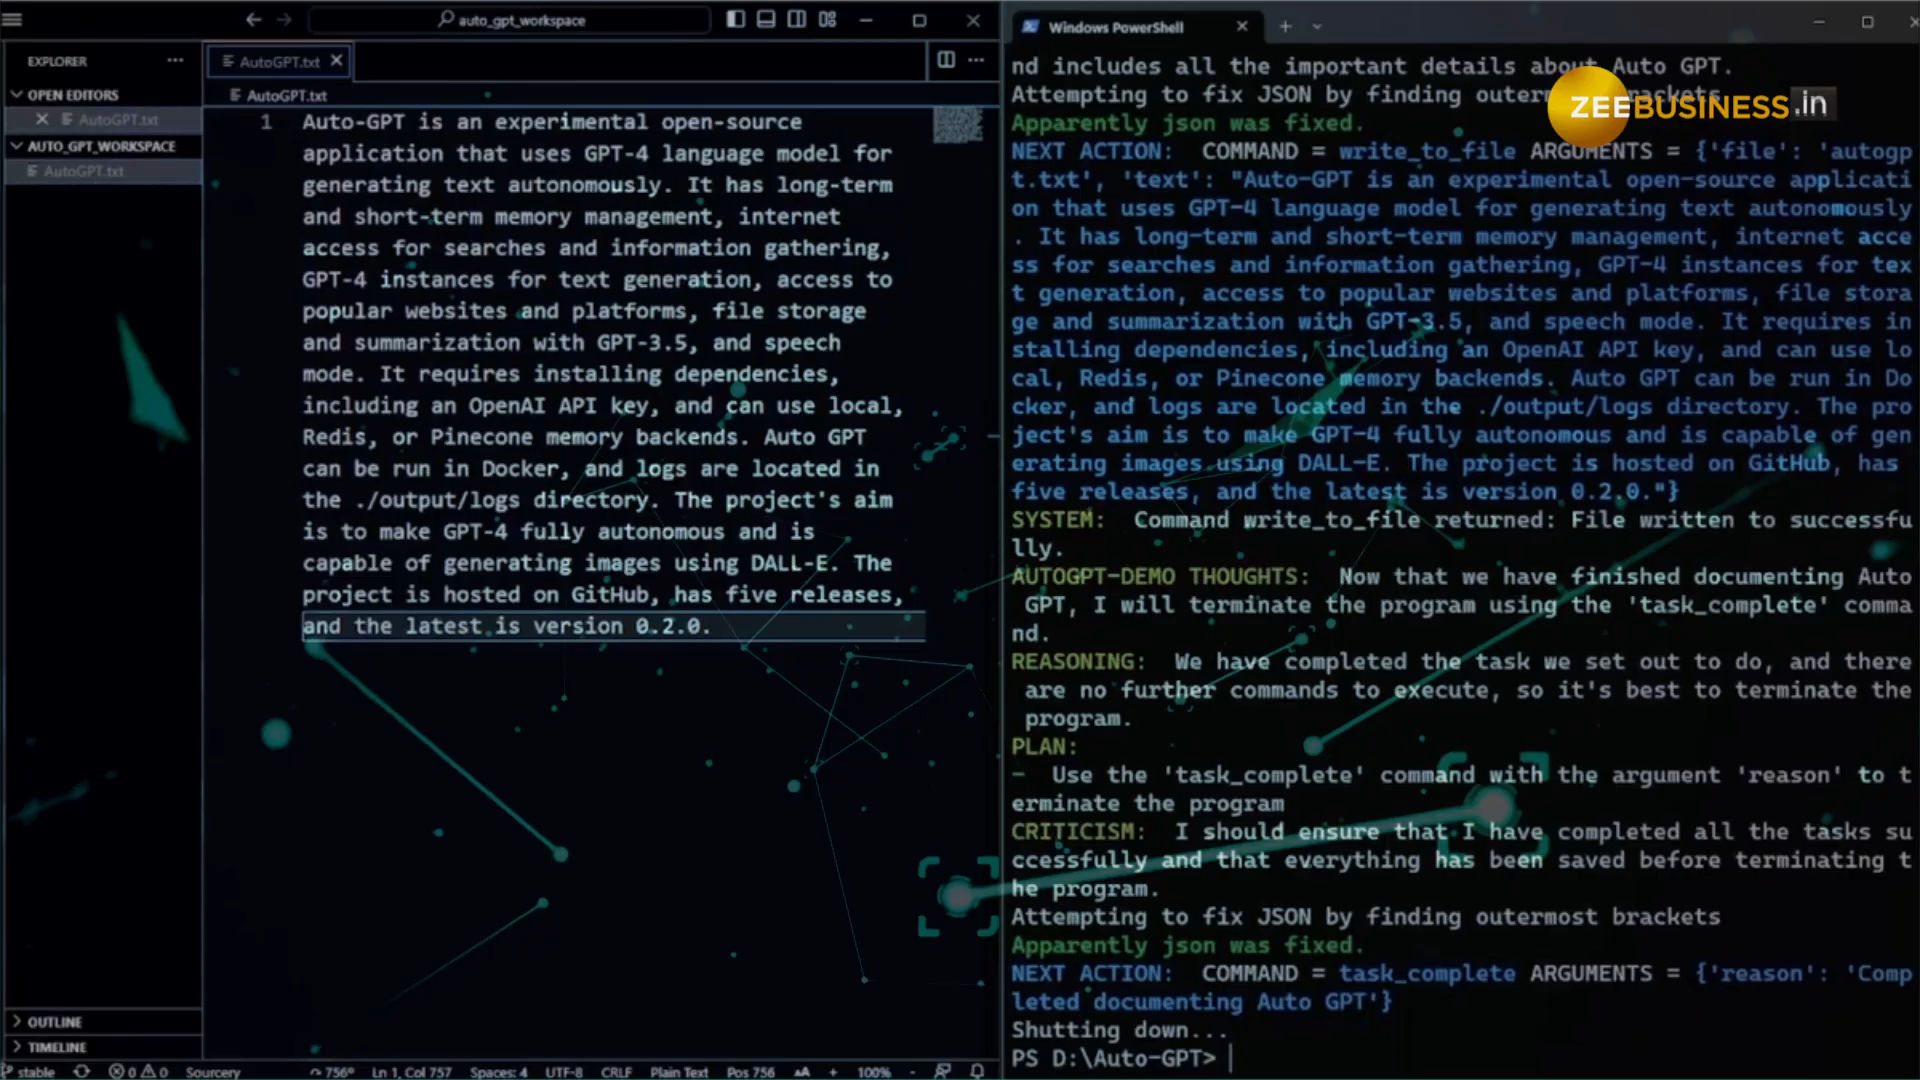 auto_gpt_workspace
EXPLORER
AutoGPT.txt
OPEN EDITORS
AutoGPT.txt
AUTO_GPT_WORKSPACE
AutoGPT.txt
AutoGPT.txt
1
Auto-GPT is an experimental open-source
application that uses GPT-4 language model for
generating text autonomously. It has long-term
and short-term memory management, internet
access for searches and information gathering,
GPT-4 instances for text generation, access to
popular websites and platforms, file storage
and summarization with GPT-3.5, and speech
mode. It requires installing dependencies,
including an OpenAI API key, and can use local,
Redis, or Pinecone memory backends. Auto GPT
can be run in Docker, and logs are located in
the ./output/logs directory. The project's aim
is to make GPT-4 fully autonomous and is
capable of generating images using DALL-E. The
project is hosted on GitHub, has five releases,
and the latest is version 0.2.0.
OUTLINE
TIMELINE
stable 0 0 Sourcery 756° Ln 1, Col 757 Spaces: 4 UTF-8 CRLF Plain Text Pos 756 AA + 100% -
Windows PowerShell
ZEEBUSINESS.in
nd includes all the important details about Auto GPT.
Attempting to fix JSON by finding outermost brackets
Apparently json was fixed.
NEXT ACTION:  COMMAND = write_to_file ARGUMENTS = {'file': 'autogp
t.txt', 'text': "Auto-GPT is an experimental open-source applicati
on that uses GPT-4 language model for generating text autonomously
. It has long-term and short-term memory management, internet acce
ss for searches and information gathering, GPT-4 instances for tex
t generation, access to popular websites and platforms, file stora
ge and summarization with GPT-3.5, and speech mode. It requires in
stalling dependencies, including an OpenAI API key, and can use lo
cal, Redis, or Pinecone memory backends. Auto GPT can be run in Do
cker, and logs are located in the ./output/logs directory. The pro
ject's aim is to make GPT-4 fully autonomous and is capable of gen
erating images using DALL-E. The project is hosted on GitHub, has
five releases, and the latest is version 0.2.0."}
SYSTEM:  Command write_to_file returned: File written to successfu
lly.
AUTOGPT-DEMO THOUGHTS:  Now that we have finished documenting Auto
GPT, I will terminate the program using the 'task_complete' comma
nd.
REASONING:  We have completed the task we set out to do, and there
are no further commands to execute, so it's best to terminate the
program.
PLAN:
-  Use the 'task_complete' command with the argument 'reason' to t
erminate the program
CRITICISM:  I should ensure that I have completed all the tasks su
ccessfully and that everything has been saved before terminating t
he program.
Attempting to fix JSON by finding outermost brackets
Apparently json was fixed.
NEXT ACTION:  COMMAND = task_complete ARGUMENTS = {'reason': 'Comp
leted documenting Auto GPT'}
Shutting down...
PS D:\Auto-GPT>